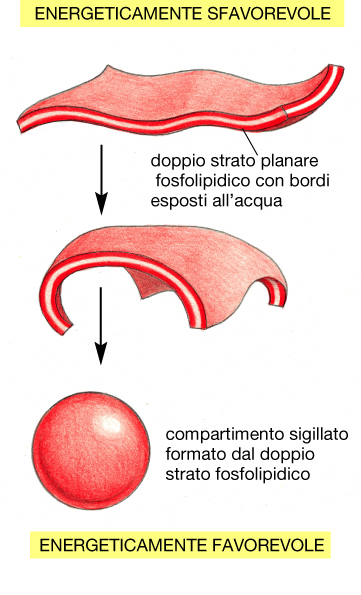 ENERGETICAMENTE SFAVOREVOLE
doppio strato planare
fosfolipidico con bordi
esposti all'acqua
compartimento sigillato
formato dal doppio
strato fosfolipidico
ENERGETICAMENTE FAVOREVOLE